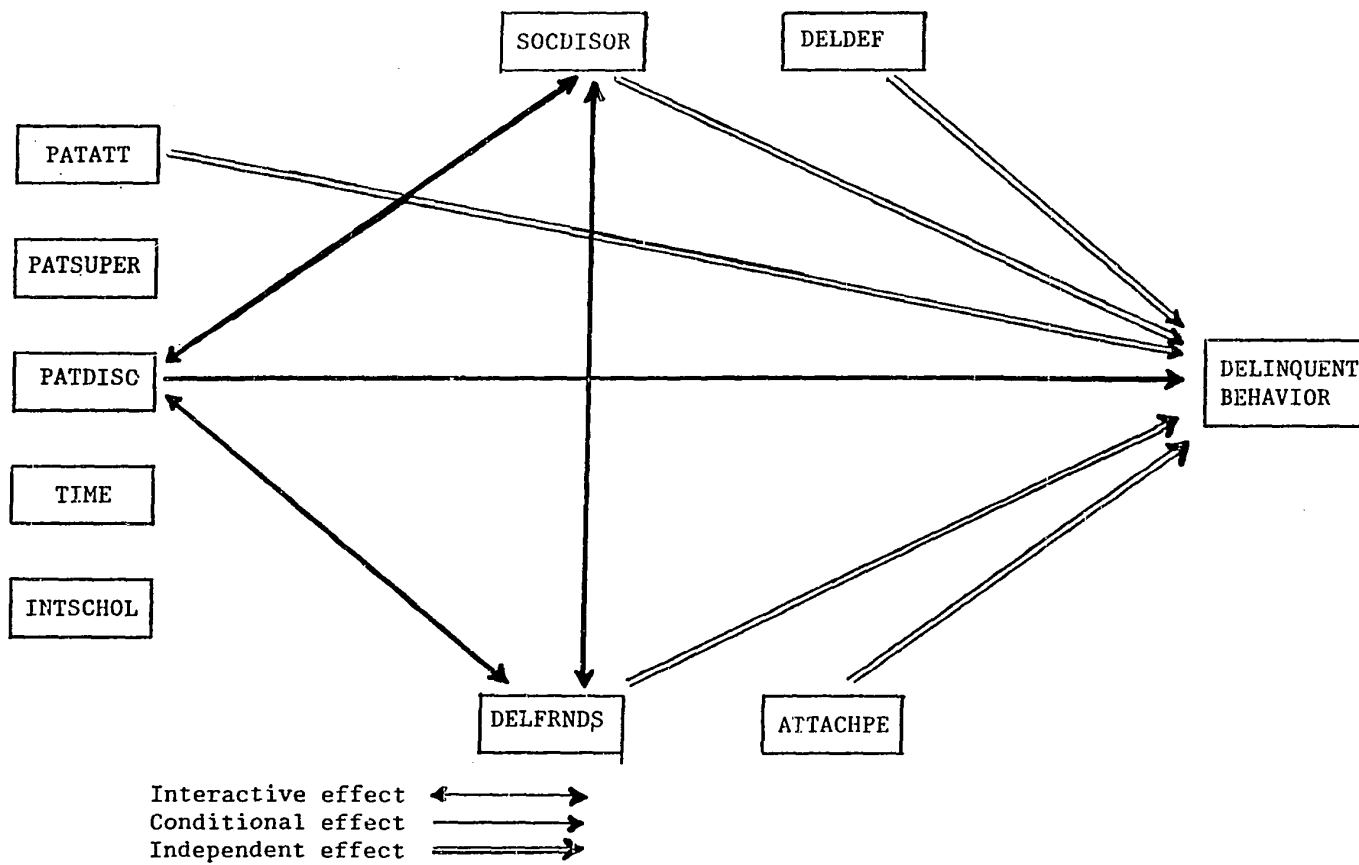 SOCDISOR
DELDEF
PATATT
PATSUPER
PATDISC
DELINQUENT
BEHAVIOR
TIME
INTSCHOL
DELFRNDS
ATTACHPE
Interactive effect
Conditional effect
Independent effect